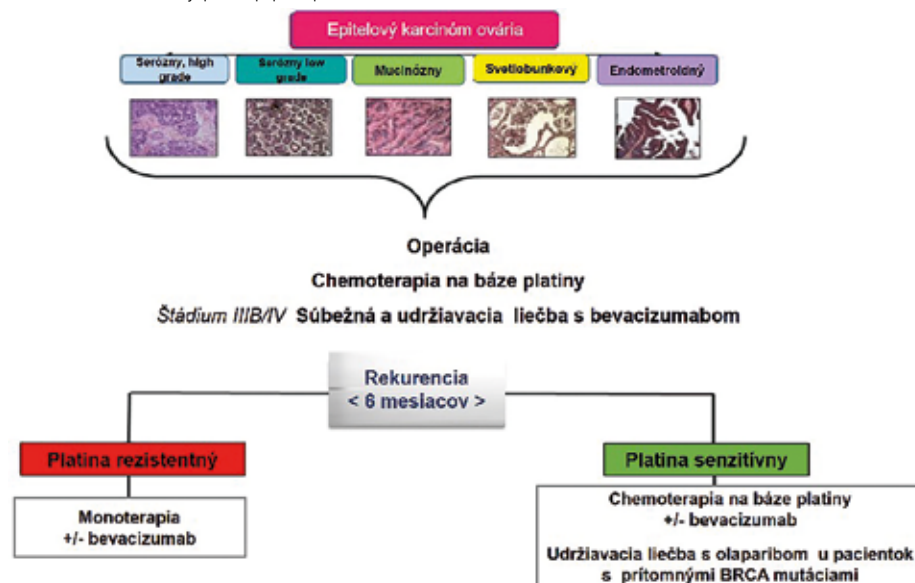 Epitelový karcinóm ovária
Serózny, high
grade
Serózny low
grade
Mucinózny
Svetlobunkový
Endometroidný
Operácia
Chemoterapia na báze platiny
Štádium IIIB/IV Súbežná a udržiavacia liečba s bevacizumabom
Rekurencia
< 6 mesiacov >
Platina rezistentný
Platina senzitívny
Monoterapia
+/- bevacizumab
Chemoterapia na báze platiny
+/- bevacizumab
Udržiavacia liečba s olaparibom u pacientok
s prítomnými BRCA mutáciami